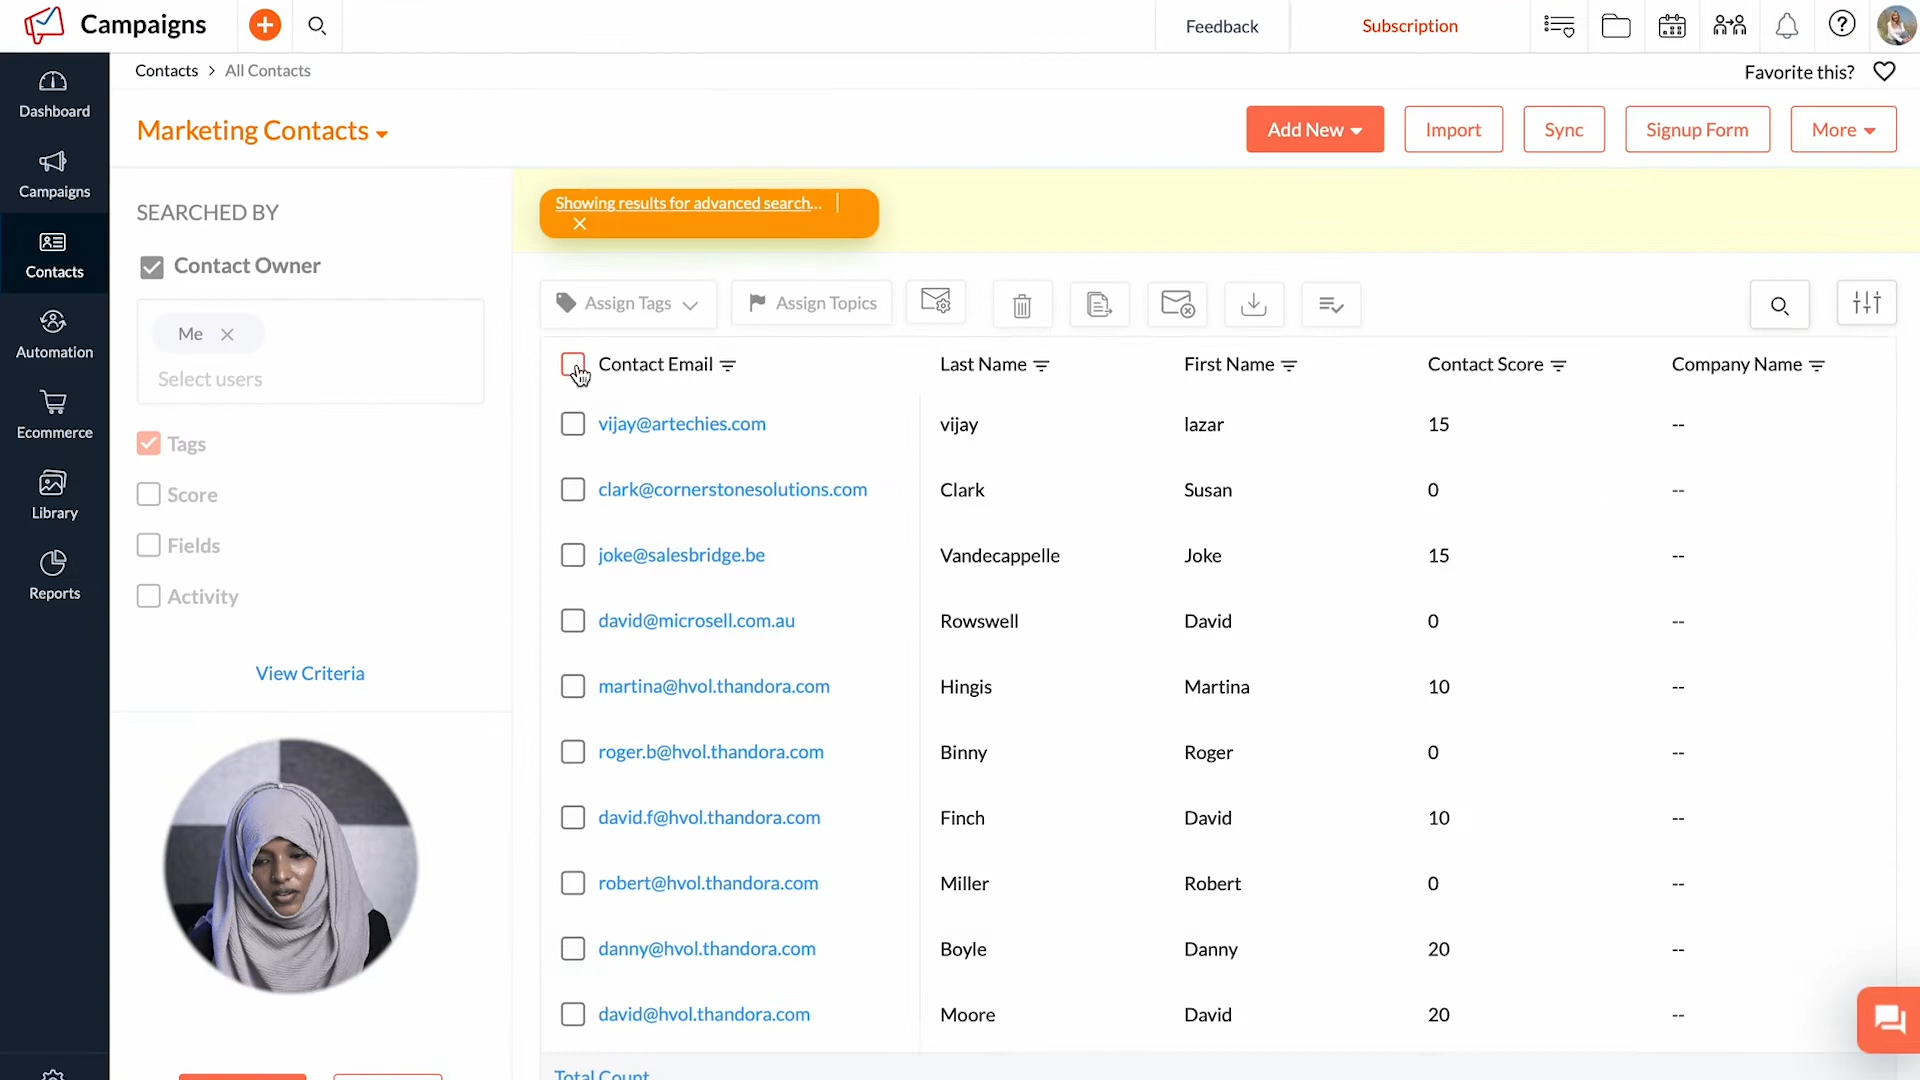 Campaigns
Feedback
Subscription
Dashboard
Campaigns
Contacts
Automation
Ecommerce
Library
Reports
Contacts > All Contacts
Favorite this?
Marketing Contacts
Add New
Import
Sync
Signup Form
More
SEARCHED BY
Contact Owner
Me
Select users
Tags
Score
Fields
Activity
View Criteria
Showing results for advanced search...
Assign Tags
Assign Topics
Contact Email Last Name First Name Contact Score Company Name
vijay@artechies.com vijay lazar 15 --
clark@cornerstonesolutions.com Clark Susan 0 --
joke@salesbridge.be Vandecappelle Joke 15 --
david@microsell.com.au Rowswell David 0 --
martina@hvol.thandora.com Hingis Martina 10 --
roger.b@hvol.thandora.com Binny Roger 0 --
david.f@hvol.thandora.com Finch David 10 --
robert@hvol.thandora.com Miller Robert 0 --
danny@hvol.thandora.com Boyle Danny 20 --
david@hvol.thandora.com Moore David 20 --
Total Count